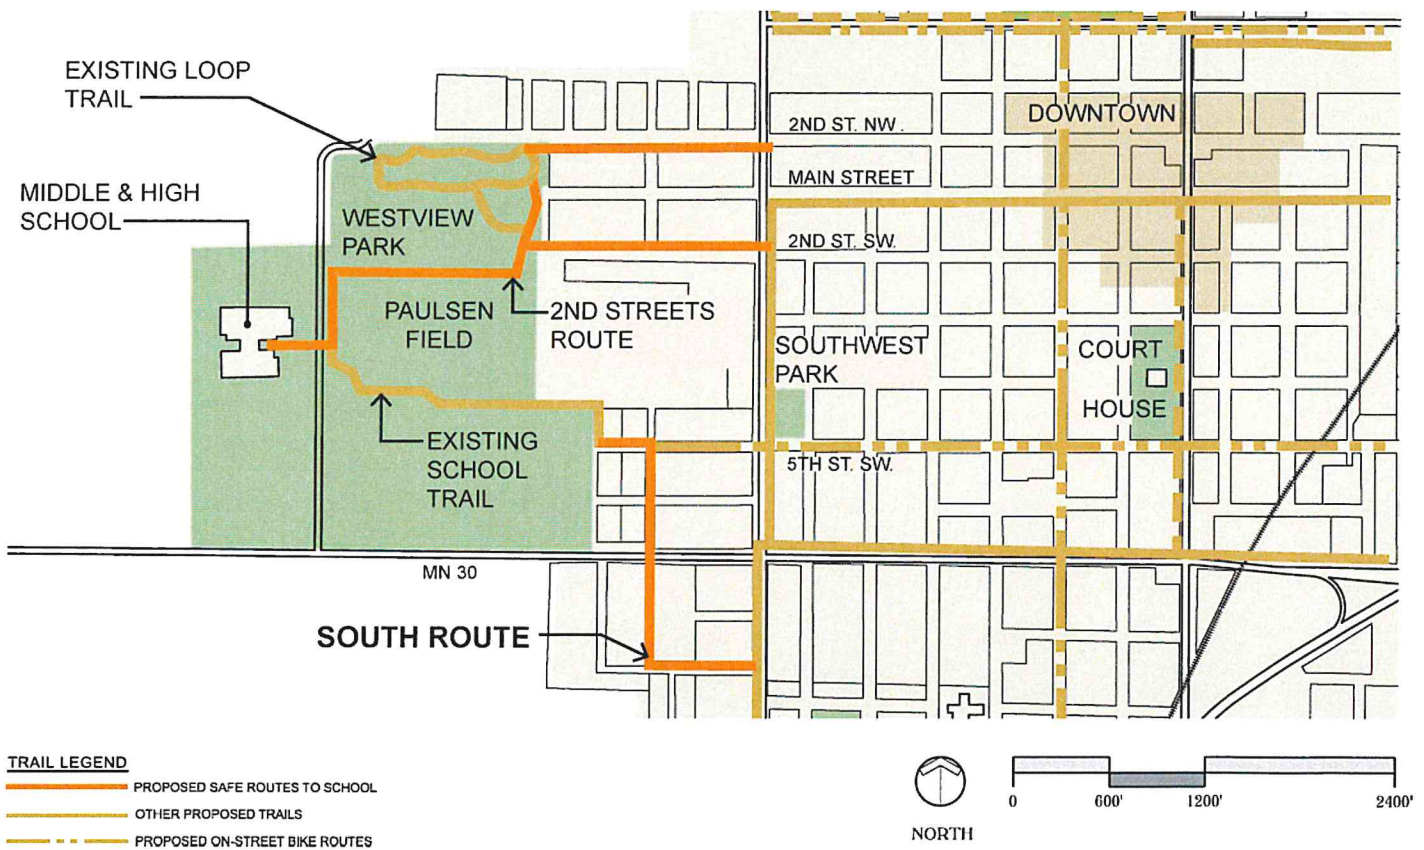 EXISTING LOOP
TRAIL
MIDDLE & HIGH
SCHOOL
WESTVIEW
PARK
PAULSEN
FIELD
2ND STREETS
ROUTE
EXISTING
SCHOOL
TRAIL
MN 30
SOUTH ROUTE
2ND ST. NW.
MAIN STREET
2ND ST. SW.
DOWNTOWN
SOUTHWEST
PARK
COURT
HOUSE
5TH ST. SW.
TRAIL LEGEND
PROPOSED SAFE ROUTES TO SCHOOL
OTHER PROPOSED TRAILS
PROPOSED ON-STREET BIKE ROUTES
NORTH
0 600' 1200' 2400'